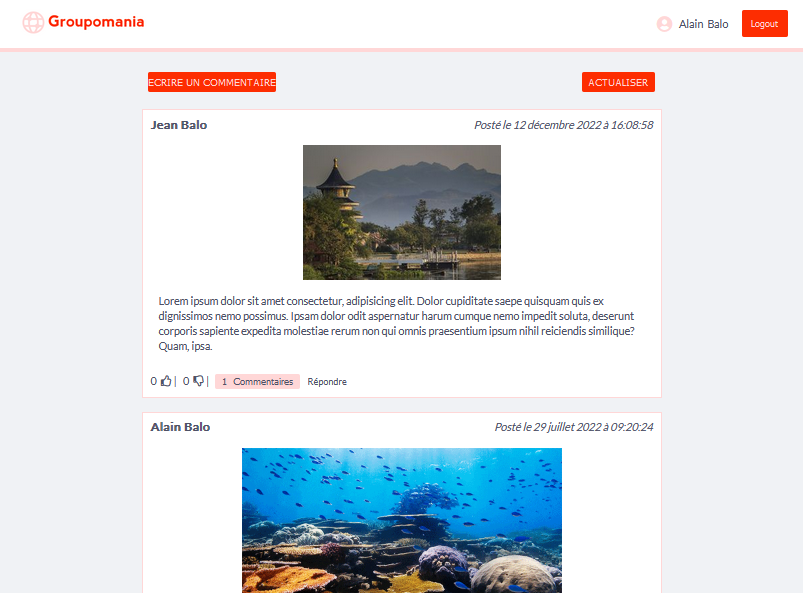 Groupomania
Alain Balo
Logout
ECRIRE UN COMMENTAIRE
ACTUALISER
Jean Balo
Posté le 12 décembre 2022 à 16:08:58
Lorem ipsum dolor sit amet consectetur, adipisicing elit. Dolor cupiditate saepe quisquam quis ex
dignissimos nemo possimus. Ipsam dolor odit aspernatur harum cumque nemo impedit soluta, deserunt
corporis sapiente expedita molestiae rerum non qui omnis praesentium ipsum nihil reiciendis similique?
Quam, ipsa.
0 | 0 | 1 Commentaires Répondre
Alain Balo
Posté le 29 juillet 2022 à 09:20:24